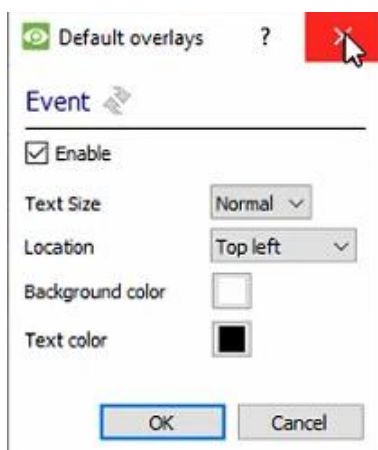 Default overlays ?
Event
Enable
Text Size Normal
Location Top left
Background color
Text color
OK Cancel